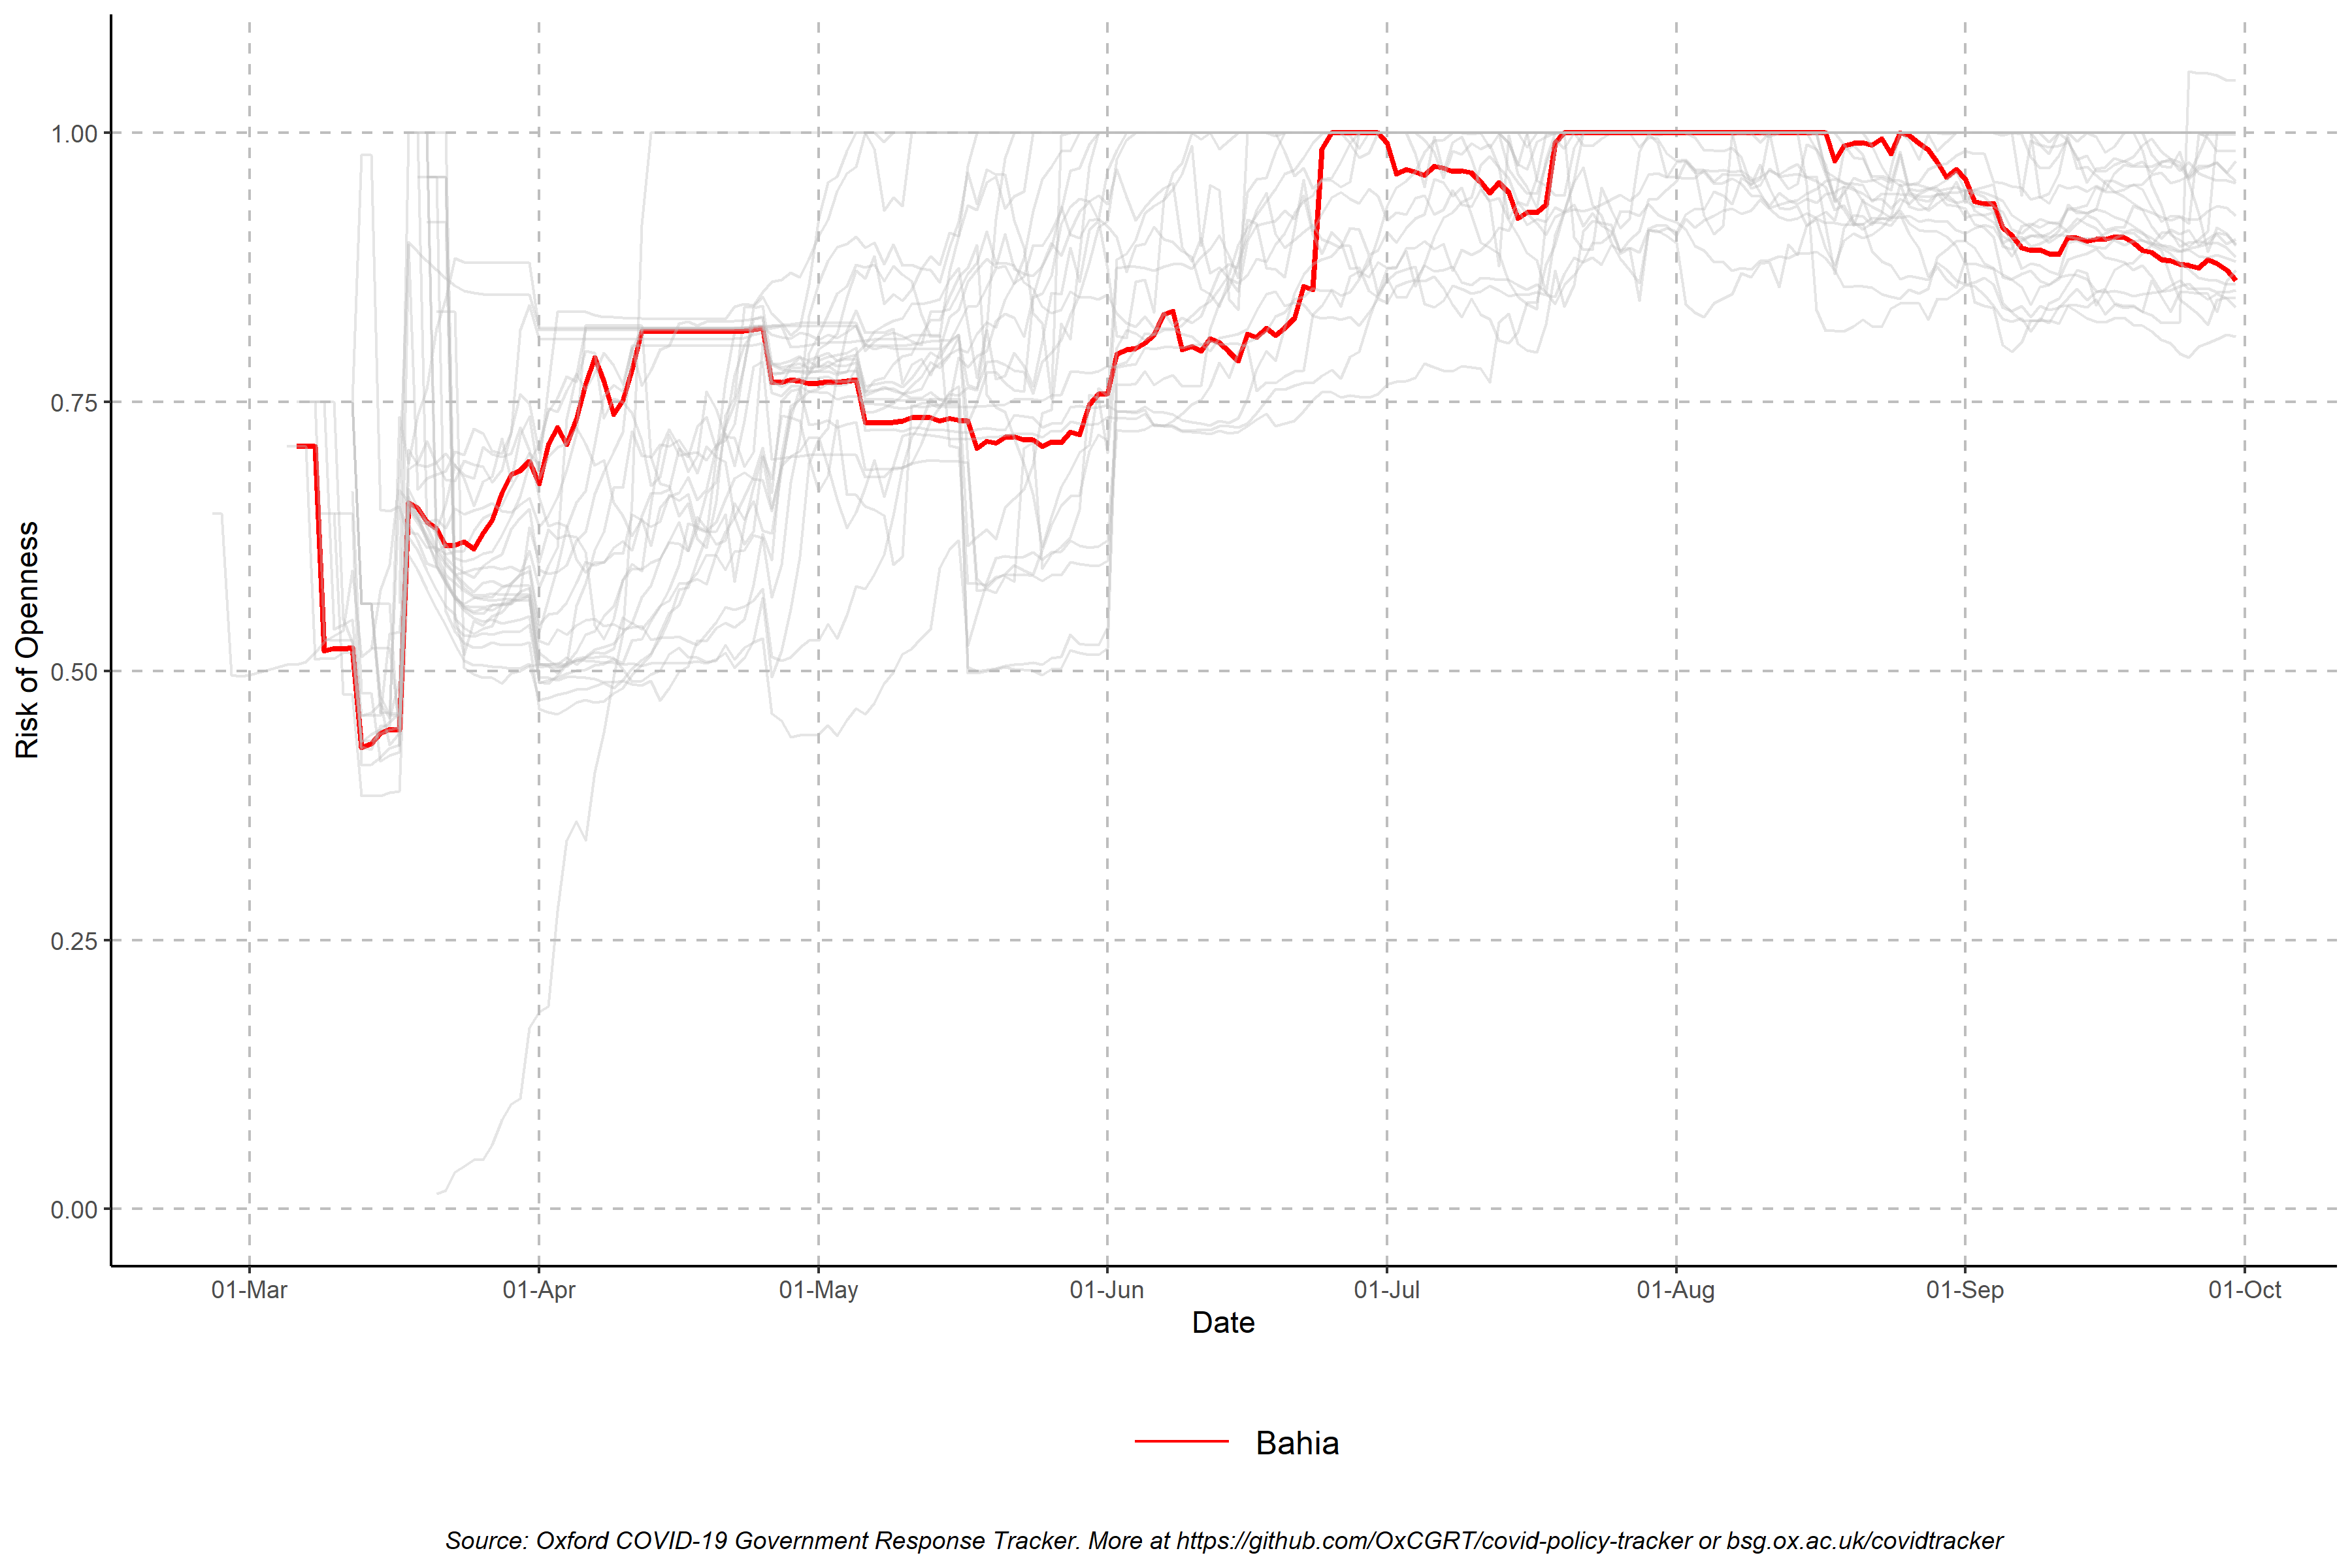 1.00
0.75
0.50
0.25
0.00
Risk of Openness
01-Mar 01-Apr 01-May 01-Jun 01-Jul 01-Aug 01-Sep 01-Oct
Date
Bahia
Source: Oxford COVID-19 Government Response Tracker. More at https://github.com/OxCGRT/covid-policy-tracker or bsg.ox.ac.uk/covidtracker